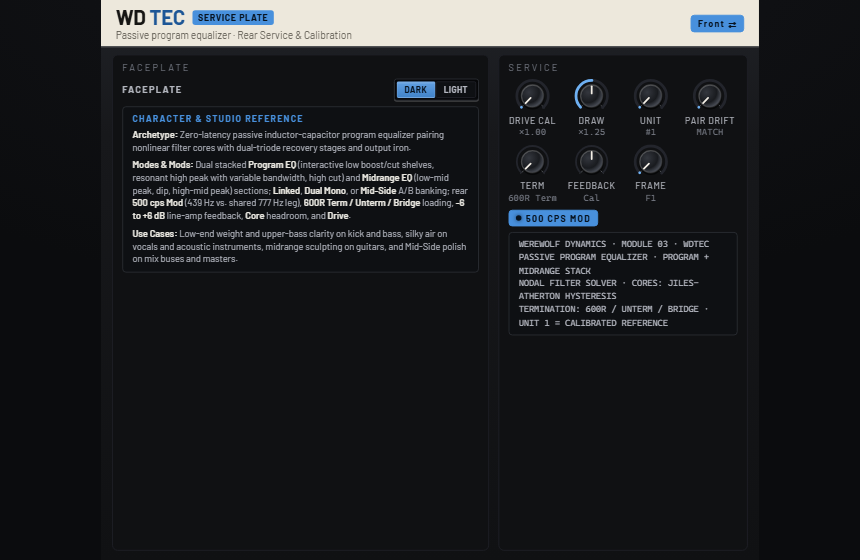 WD TEC SERVICE PLATE
Passive program equalizer · Rear Service & Calibration
Front ⇄
FACEPLATE
FACEPLATE
DARK LIGHT
CHARACTER & STUDIO REFERENCE
Archetype: Zero-latency passive inductor-capacitor program equalizer pairing
nonlinear filter cores with dual-triode recovery stages and output iron.
Modes & Mods: Dual stacked Program EQ (interactive low boost/cut shelves,
resonant high peak with variable bandwidth, high cut) and Midrange EQ (low-mid
peak, dip, high-mid peak) sections; Linked, Dual Mono, or Mid-Side A/B banking; rear
500 cps Mod (439 Hz vs. shared 777 Hz leg), 600R Term / Unterm / Bridge loading, -6
to +6 dB line-amp feedback, Core headroom, and Drive.
Use Cases: Low-end weight and upper-bass clarity on kick and bass, silky air on
vocals and acoustic instruments, midrange sculpting on guitars, and Mid-Side polish
on mix buses and masters.
SERVICE
DRIVE CAL DRAW UNIT PAIR DRIFT
×1.00 ×1.25 #1 MATCH
TERM FEEDBACK FRAME
600R Term Cal F1
500 CPS MOD
WEREWOLF DYNAMICS · MODULE 03 · WDTEC
PASSIVE PROGRAM EQUALIZER · PROGRAM +
MIDRANGE STACK
NODAL FILTER SOLVER · CORES: JILES-
ATHERTON HYSTERESIS
TERMINATION: 600R / UNTERM / BRIDGE ·
UNIT 1 = CALIBRATED REFERENCE